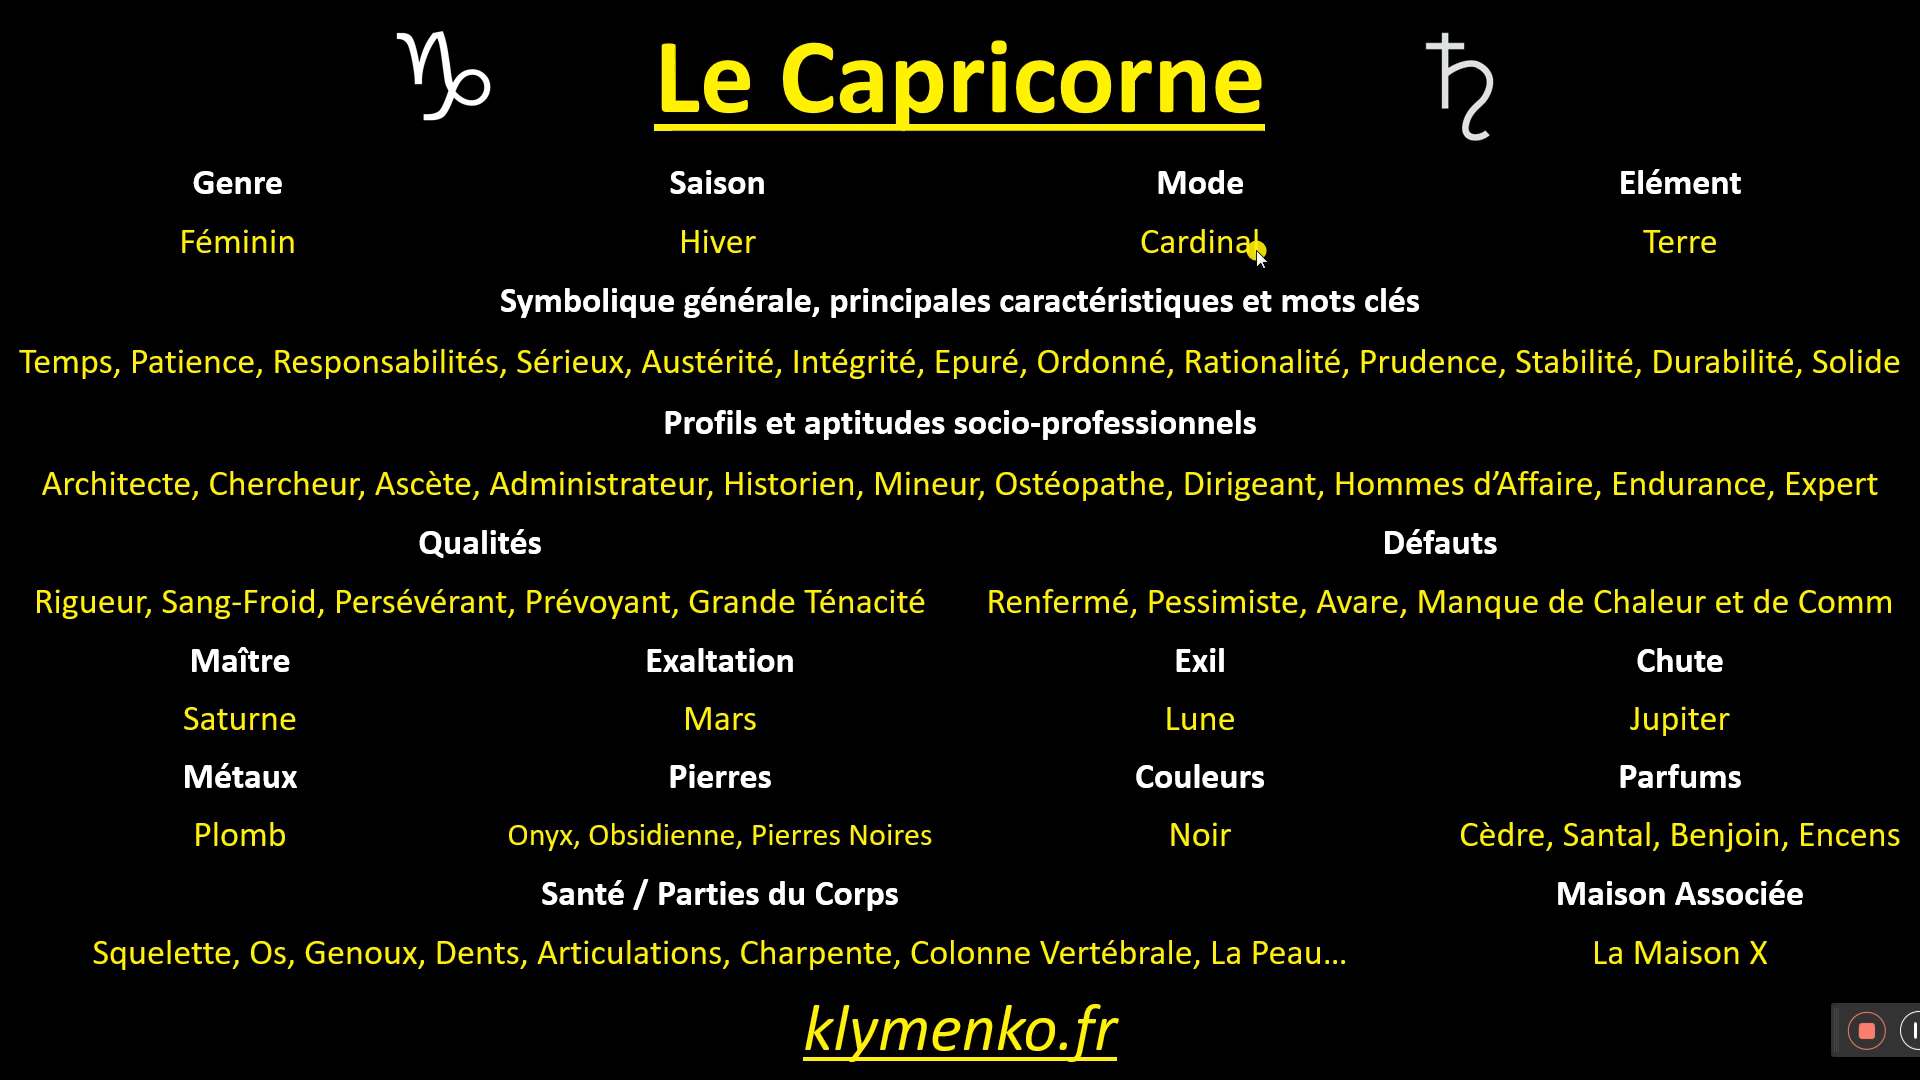 Le Capricorne
Genre Saison Mode Elément
Féminin Hiver Cardinal Terre
Symbolique générale, principales caractéristiques et mots clés
Temps, Patience, Responsabilités, Sérieux, Austérité, Intégrité, Epuré, Ordonné, Rationalité, Prudence, Stabilité, Durabilité, Solide
Profils et aptitudes socio-professionnels
Architecte, Chercheur, Ascète, Administrateur, Historien, Mineur, Ostéopathe, Dirigeant, Hommes d’Affaire, Endurance, Expert
Qualités Défauts
Rigueur, Sang-Froid, Persévérant, Prévoyant, Grande Ténacité Renfermé, Pessimiste, Avare, Manque de Chaleur et de Comm
Maître Exaltation Exil Chute
Saturne Mars Lune Jupiter
Métaux Pierres Couleurs Parfums
Plomb Onyx, Obsidienne, Pierres Noires Noir Cèdre, Santal, Benjoin, Encens
Santé / Parties du Corps Maison Associée
Squelette, Os, Genoux, Dents, Articulations, Charpente, Colonne Vertébrale, La Peau... La Maison X
klymenko.fr